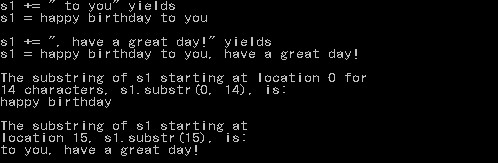 s1 += " to you" yields
s1 = happy birthday to you
s1 += ", have a great day!" yields
s1 = happy birthday to you, have a great day!
The substring of s1 starting at location 0 for
14 characters, s1.substr(0, 14), is:
happy birthday
The substring of s1 starting at
location 15, s1.substr(15), is:
to you, have a great day!